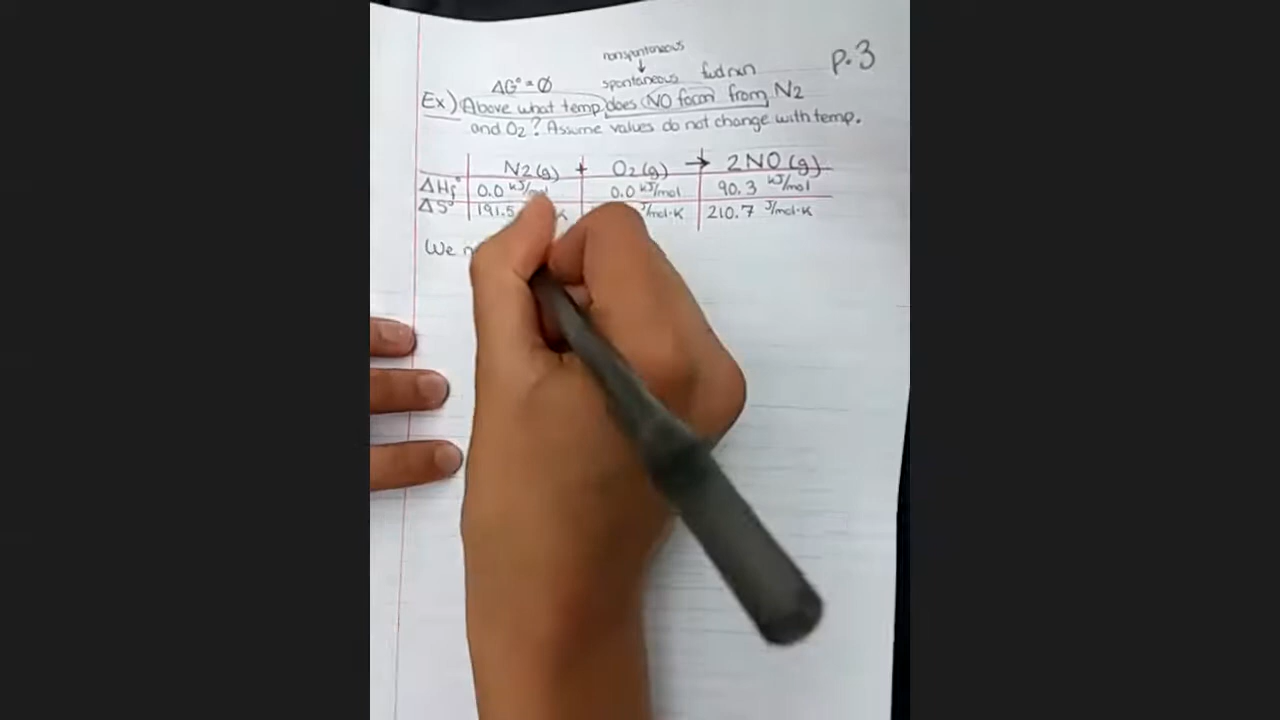 nonspontaneous
↓
ΔG° = Ø spontaneous fwd rxn p.3
Ex) Above what temp does NO form from N2
and O2? Assume values do not change with temp.
N2(g) + O2(g) → 2NO(g)
ΔHf° 0.0 kJ/mol 0.0 kJ/mol 90.3 kJ/mol
ΔS° 191.5 K J/mol·K 210.7 J/mol·K
We